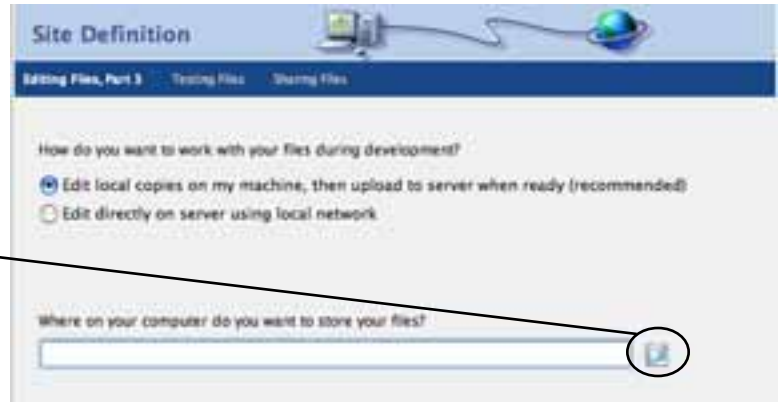 Site Definition
Editing Files, Part 3 Testing Files Sharing Files
How do you want to work with your files during development?
Edit local copies on my machine, then upload to server when ready (recommended)
Edit directly on server using local network
Where on your computer do you want to store your files?